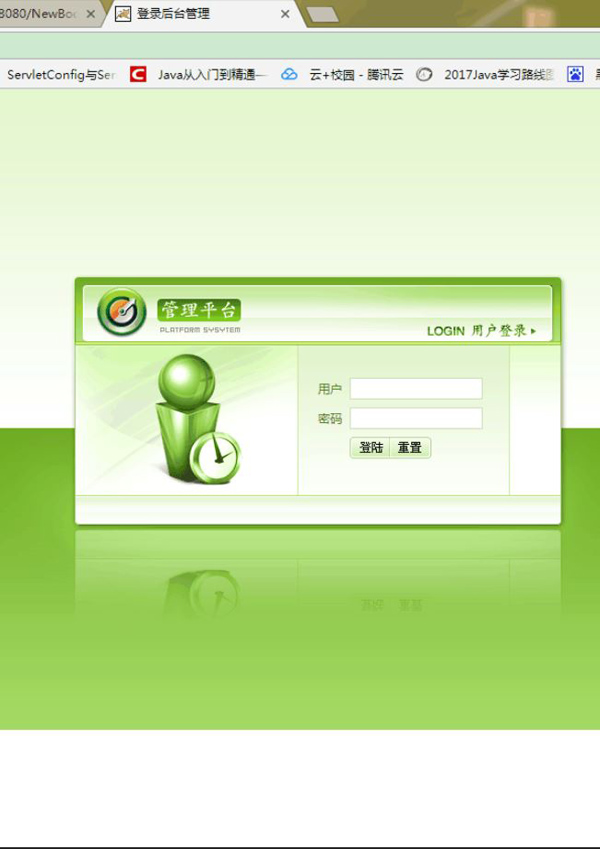 8080/NewBoo
登录后台管理
ServletConfig与Ser
Java从入门到精通—
云+校园 - 腾讯云
2017Java学习路线图
管理平台
PLATFORM SYSYTEM
LOGIN 用户登录
用户
密码
登陆 重置